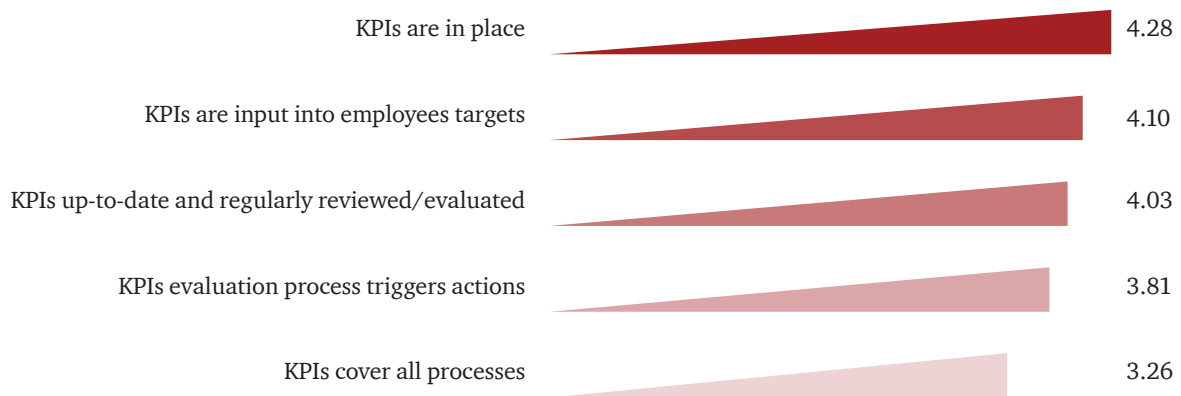 KPIs are in place 4.28
KPIs are input into employees targets 4.10
KPIs up-to-date and regularly reviewed/evaluated 4.03
KPIs evaluation process triggers actions 3.81
KPIs cover all processes 3.26